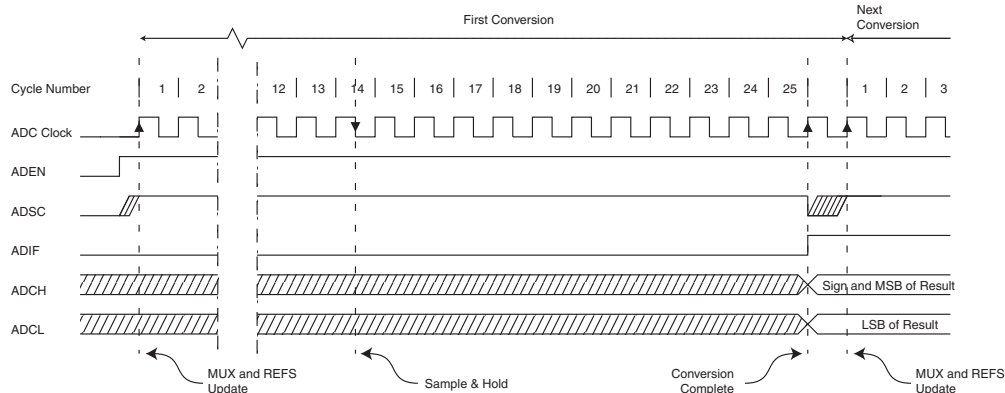 First Conversion
Next
Conversion
Cycle Number 1 2 12 13 14 15 16 17 18 19 20 21 22 23 24 25 1 2 3
ADC Clock
ADEN
ADSC
ADIF
ADCH Sign and MSB of Result
ADCL LSB of Result
MUX and REFS
Update
Sample & Hold
Conversion
Complete
MUX and REFS
Update